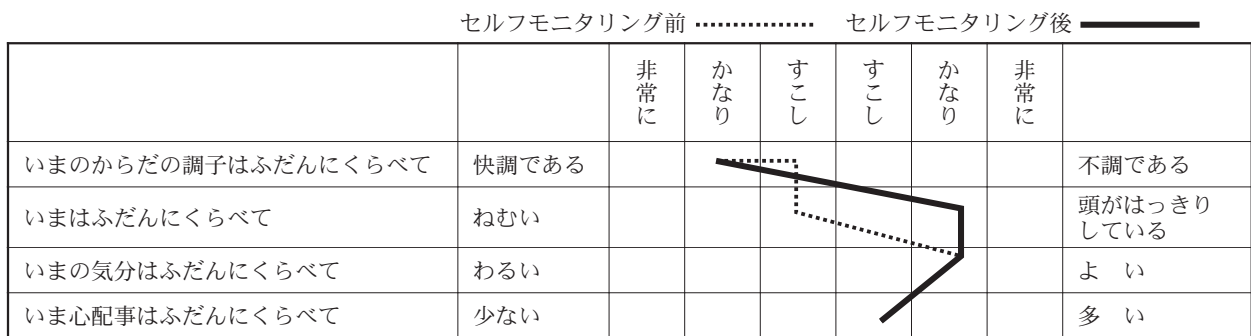 セルフモニタリング前 セルフモニタリング後
非常に かなり すこし すこし かなり 非常に
いまのからだの調子はふだんにくらべて 快調である 不調である
いまはふだんにくらべて ねむい 頭がはっきり
している
いまの気分はふだんにくらべて わるい よ い
いま心配事はふだんにくらべて 少ない 多 い